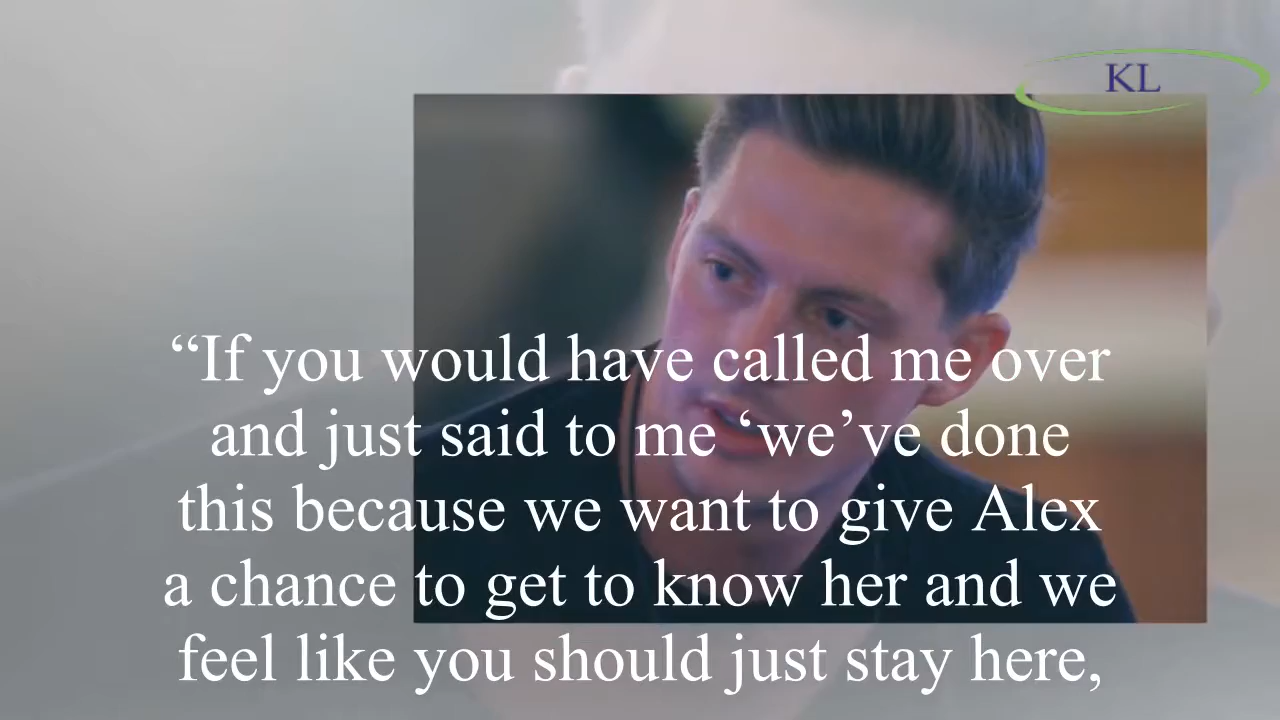 KL
“If you would have called me over
and just said to me ‘we’ve done
this because we want to give Alex
a chance to get to know her and we
feel like you should just stay here,